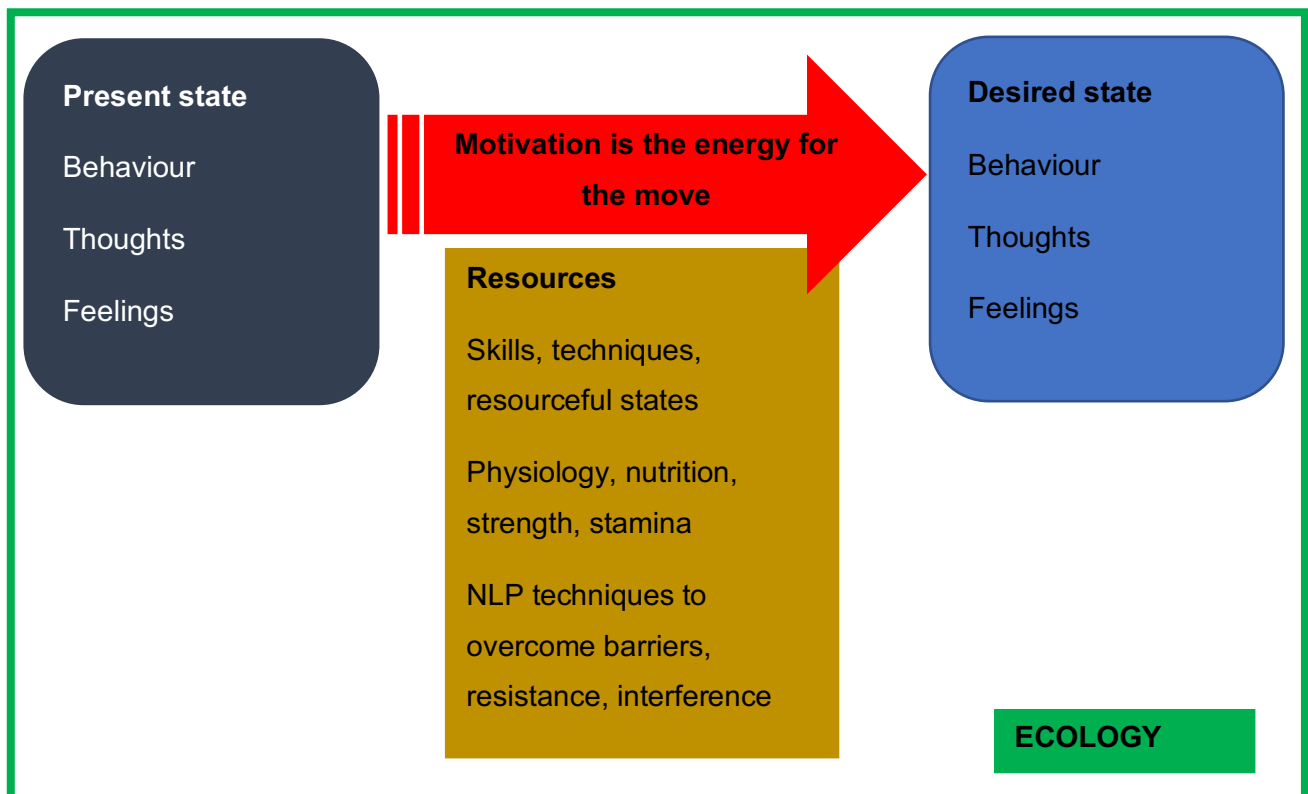 Present state
Behaviour
Thoughts
Feelings
Motivation is the energy for
the move
Desired state
Behaviour
Thoughts
Feelings
Resources
Skills, techniques,
resourceful states
Physiology, nutrition,
strength, stamina
NLP techniques to
overcome barriers,
resistance, interference
ECOLOGY